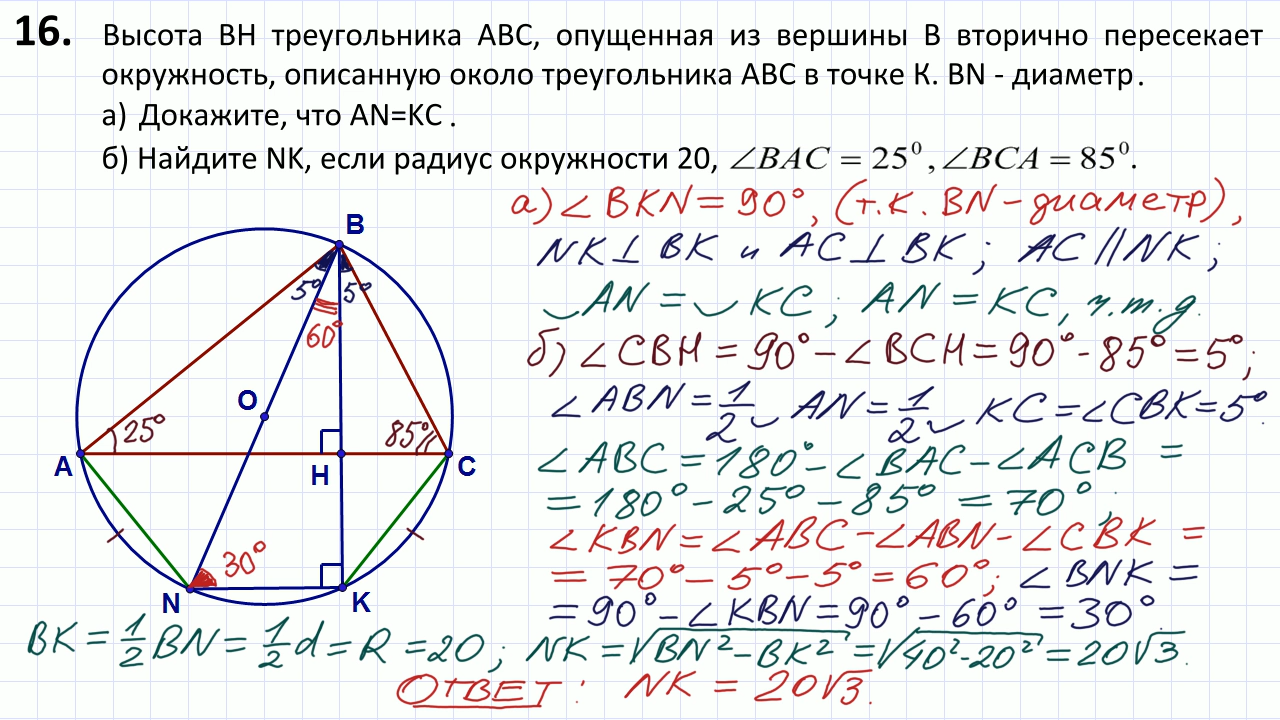 16. Высота BH треугольника ABC, опущенная из вершины B вторично пересекает
окружность, описанную около треугольника ABC в точке К. BN - диаметр.
а) Докажите, что AN=KC.
б) Найдите NK, если радиус окружности 20, ∠BAC = 25⁰, ∠BCA = 85⁰.
а) ∠ BKN = 90°, (т.к. BN - диаметр),
NK ⊥ BK и AC ⊥ BK ; AC // NK ;
◡ AN = ◡ KC ; AN = KC, ч.т.д.
б) ∠CBH = 90° - ∠BCH = 90° - 85° = 5° ;
∠ABN = 1/2 ◡ AN = 1/2 ◡ KC = ∠CBK = 5°
∠ABC = 180° - ∠BAC - ∠ACB =
= 180° - 25° - 85° = 70° ;
∠KBN = ∠ABC - ∠ABN - ∠CBK =
= 70° - 5° - 5° = 60° ; ∠BNK =
= 90° - ∠KBN = 90° - 60° = 30°.
BK = 1/2 BN = 1/2 d = R = 20 ; NK = √(BN² - BK²) = √(40² - 20²) = 20√3.
ОТВЕТ : NK = 20√3.
B
5° 5°
60°
O
25° 85°
A H C
30°
N K